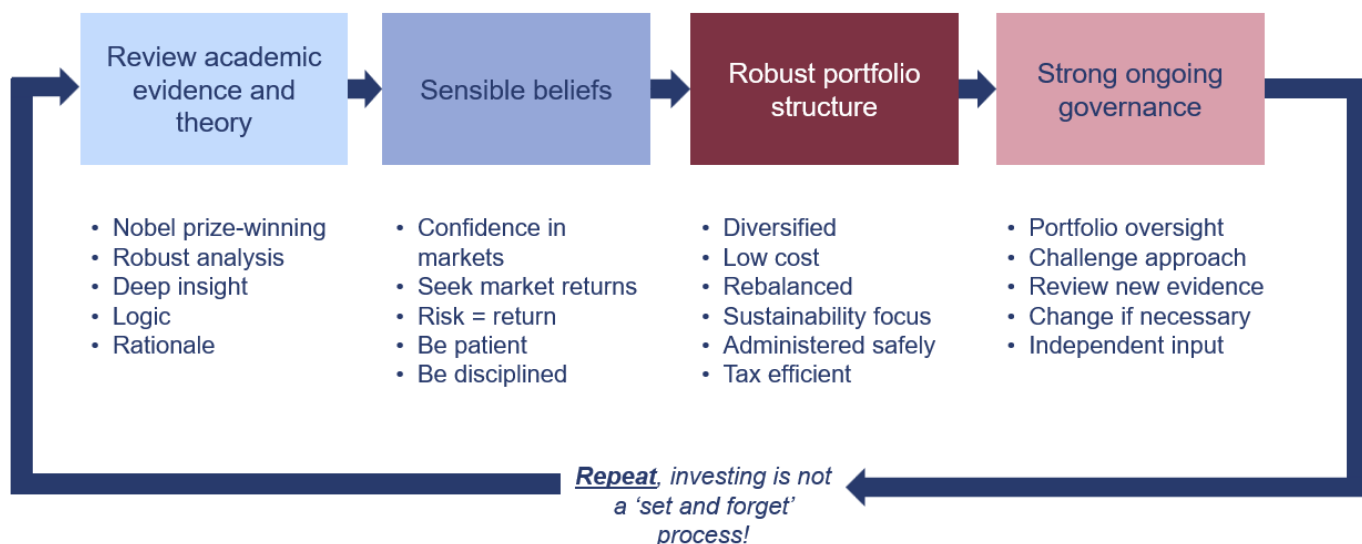 Review academic
evidence and
theory
Sensible beliefs
Robust portfolio
structure
Strong ongoing
governance
• Nobel prize-winning
• Robust analysis
• Deep insight
• Logic
• Rationale
• Confidence in
markets
• Seek market returns
• Risk = return
• Be patient
• Be disciplined
• Diversified
• Low cost
• Rebalanced
• Sustainability focus
• Administered safely
• Tax efficient
• Portfolio oversight
• Challenge approach
• Review new evidence
• Change if necessary
• Independent input
Repeat, investing is not
a ‘set and forget’
process!